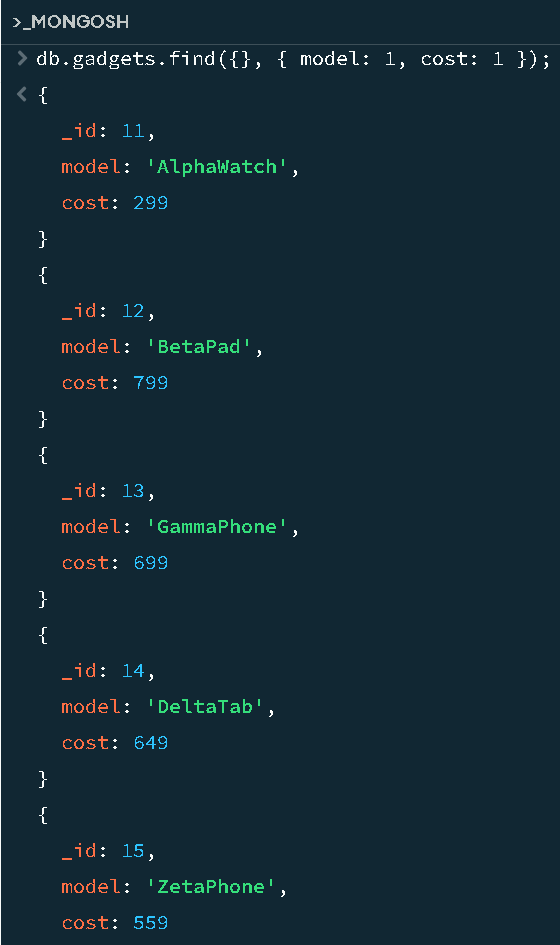 >_MONGOSH
> db.gadgets.find({}, { model: 1, cost: 1 });
< {
_id: 11,
model: 'AlphaWatch',
cost: 299
}
{
_id: 12,
model: 'BetaPad',
cost: 799
}
{
_id: 13,
model: 'GammaPhone',
cost: 699
}
{
_id: 14,
model: 'DeltaTab',
cost: 649
}
{
_id: 15,
model: 'ZetaPhone',
cost: 559